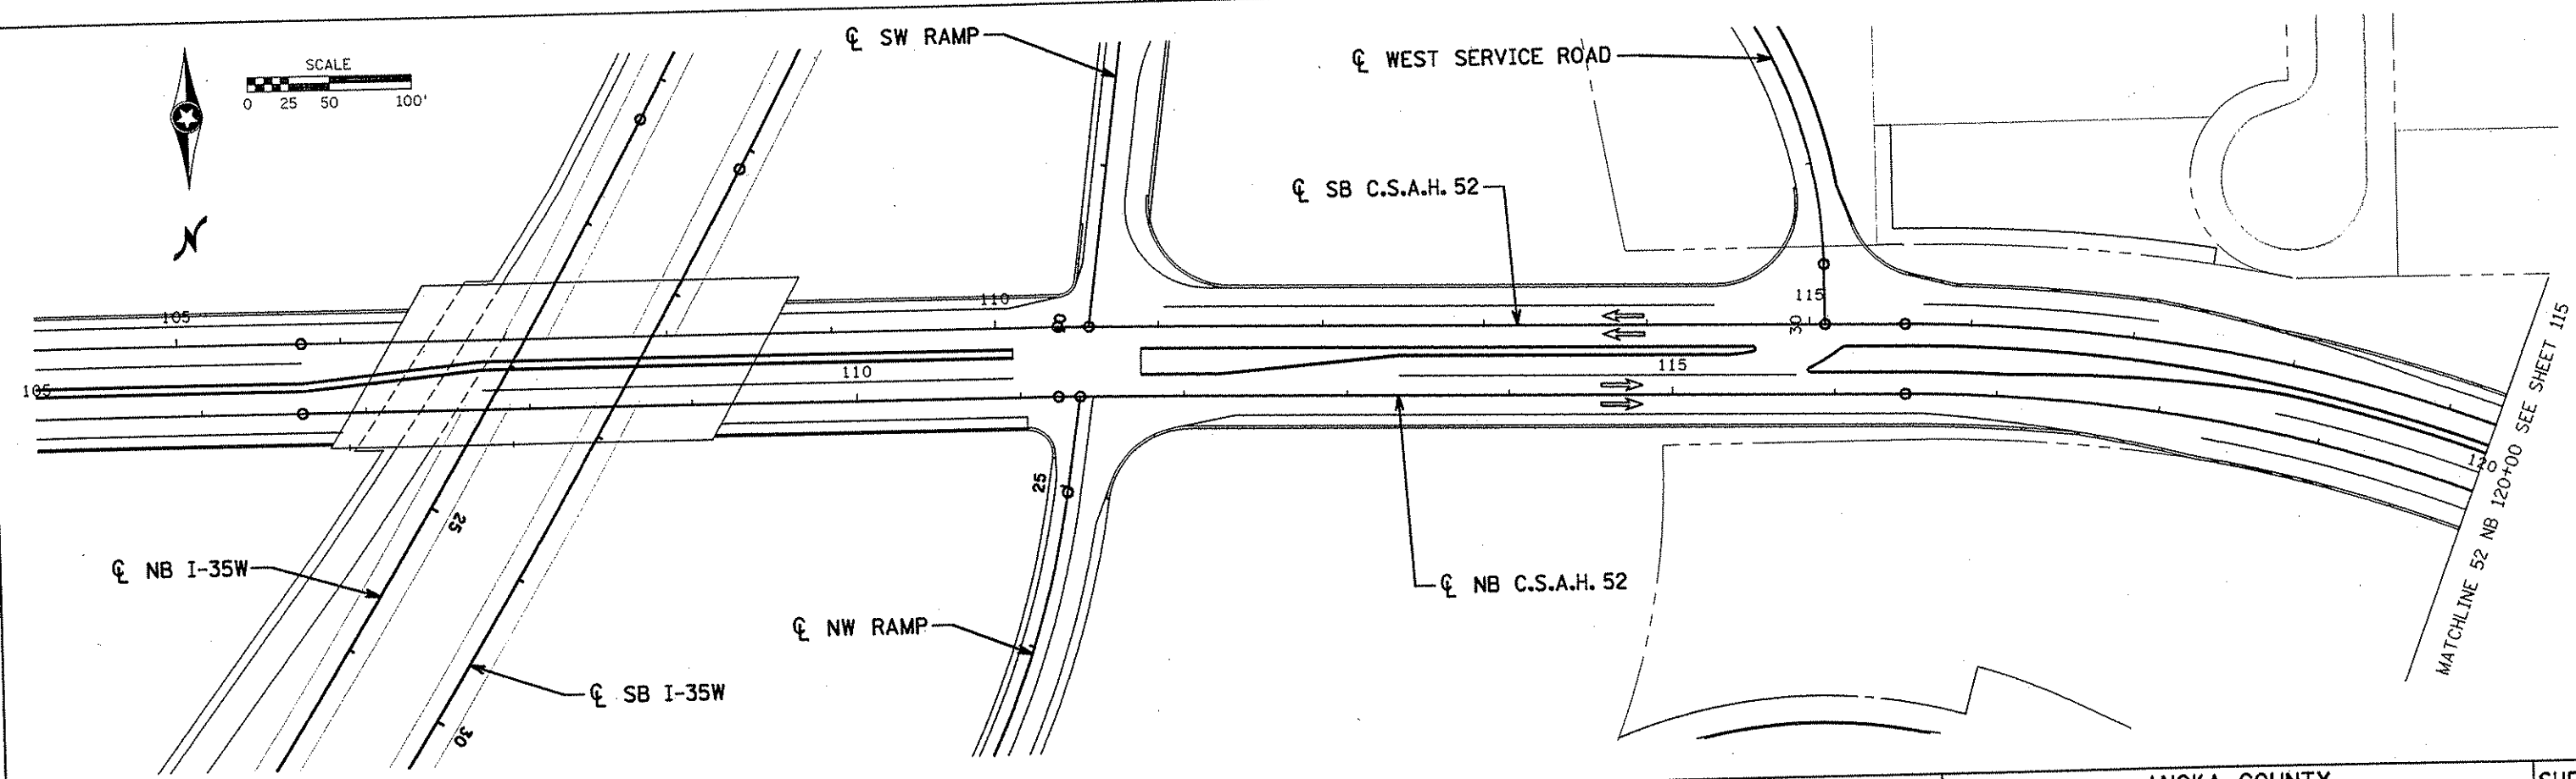 ℄ SW RAMP
SCALE
0 25 50 100'
N
℄ WEST SERVICE ROAD
℄ SB C.S.A.H. 52
105
110
115
30
105
110
115
25
25
120
℄ NB I-35W
℄ NB C.S.A.H. 52
℄ NW RAMP
℄ SB I-35W
30
MATCHLINE 52 NB 120+00 SEE SHEET 115
ANOKA COUNTY